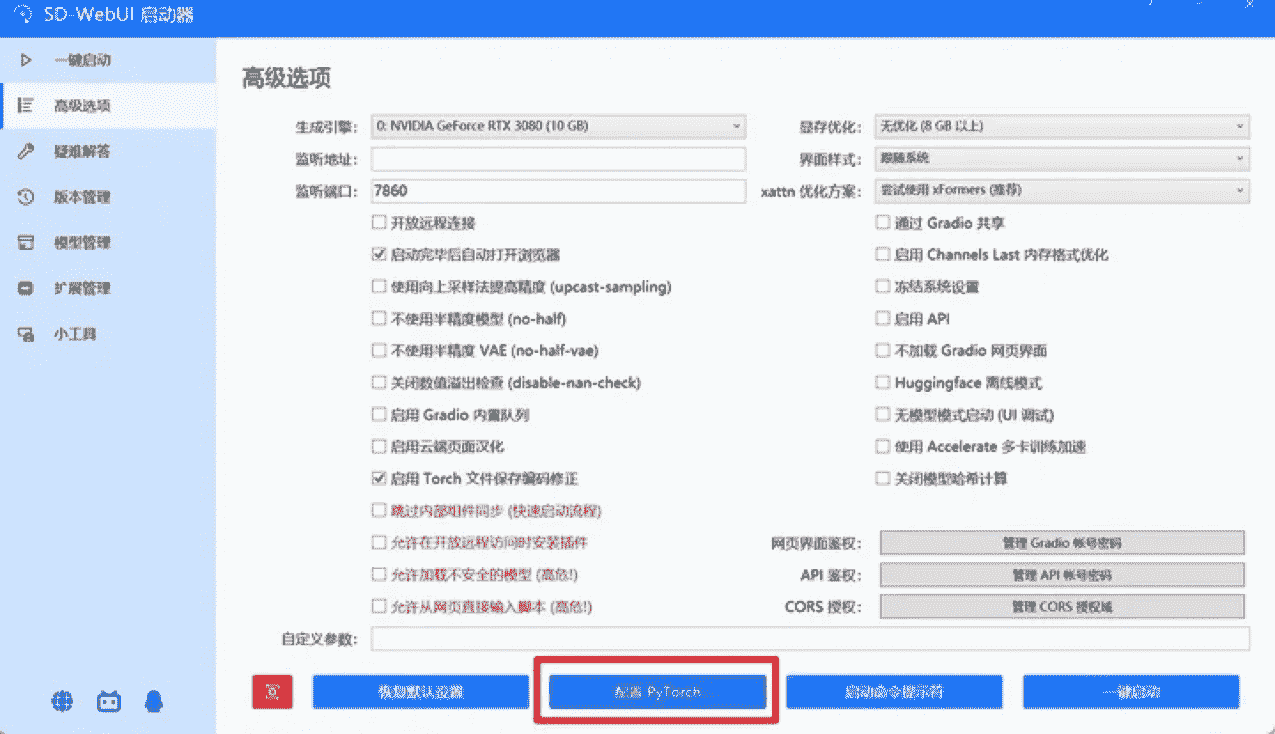 SD-WebUI 启动器
一键启动
高级选项
疑难解答
版本管理
模型管理
扩展管理
小工具
高级选项
生成引擎: 0: NVIDIA GeForce RTX 3080 (10 GB) 显存优化: 无优化 (8 GB 以上)
监听地址: 界面样式: 跟随系统
监听端口: 7860 xattn 优化方案: 尝试使用 xFormers (推荐)
开放远程连接 通过 Gradio 共享
启动完毕后自动打开浏览器 启用 Channels Last 内存格式优化
使用向上采样法提高精度 (upcast-sampling) 冻结系统设置
不使用半精度模型 (no-half) 启用 API
不使用半精度 VAE (no-half-vae) 不加载 Gradio 网页界面
关闭数值溢出检查 (disable-nan-check) Huggingface 离线模式
启用 Gradio 内置队列 无模型模式启动 (UI 调试)
启用云端页面汉化 使用 Accelerate 多卡训练加速
启用 Torch 文件保存编码修正 关闭模型哈希计算
跳过内部组件同步 (快速启动流程)
允许在开放远程访问时安装插件 网页界面鉴权: 管理 Gradio 帐号密码
允许加载不安全的模型 (高危!) API 鉴权: 管理 API 帐号密码
允许从网页直接输入脚本 (高危!) CORS 授权: 管理 CORS 授权域
自定义参数:
恢复默认设置 配置 PyTorch 启动命令提示符 一键启动